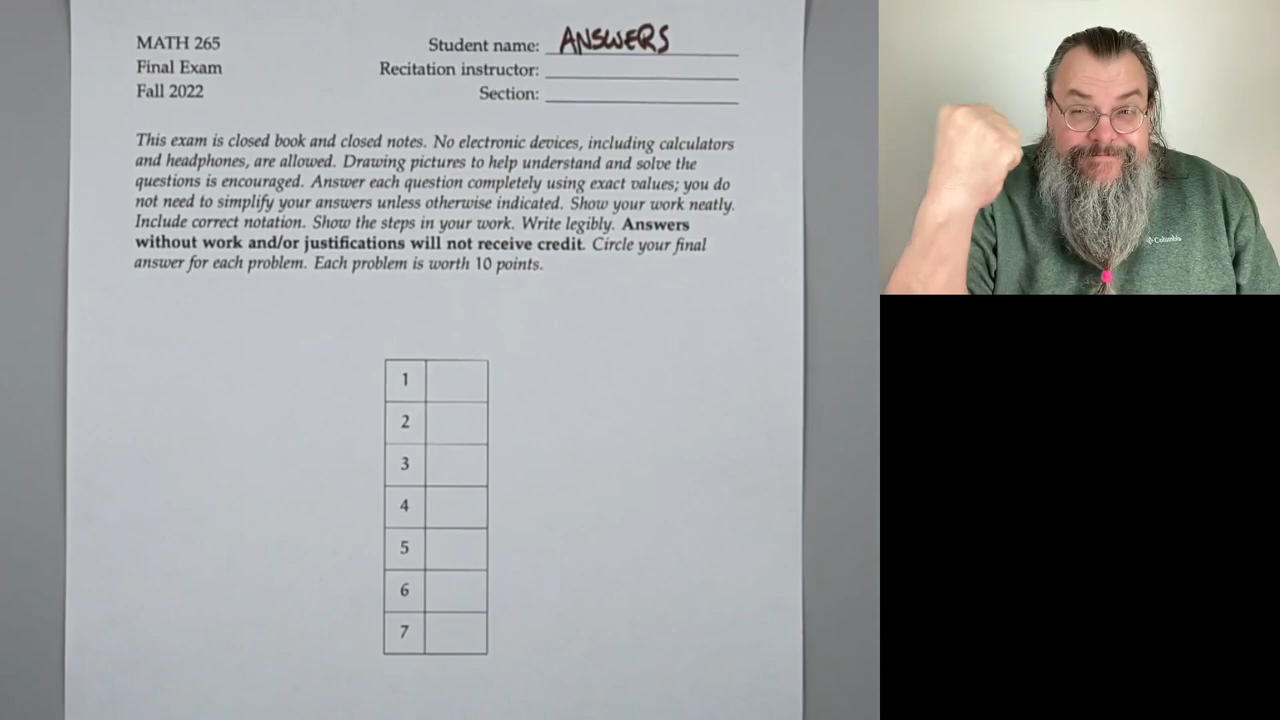 MATH 265
Final Exam
Fall 2022
Student name: ANSWERS
Recitation instructor:
Section:
This exam is closed book and closed notes. No electronic devices, including calculators
and headphones, are allowed. Drawing pictures to help understand and solve the
questions is encouraged. Answer each question completely using exact values; you do
not need to simplify your answers unless otherwise indicated. Show your work neatly.
Include correct notation. Show the steps in your work. Write legibly. Answers
without work and/or justifications will not receive credit. Circle your final
answer for each problem. Each problem is worth 10 points.
1
2
3
4
5
6
7
Columbia